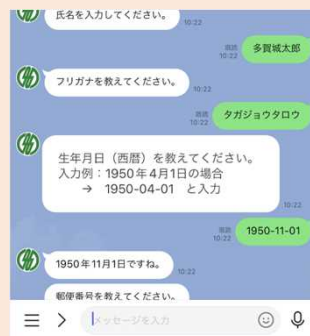 氏名を入力してください。
10:22
既読
10:22
多賀城太郎
フリガナを教えてください。
10:22
既読
10:22
タガジョウタロウ
生年月日（西暦）を教えてください。
入力例：1950年4月1日の場合
→ 1950-04-01 と入力
10:22
既読
10:22
1950-11-01
1950年11月1日ですね。
10:22
郵便番号を教えてください。
メッセージを入力